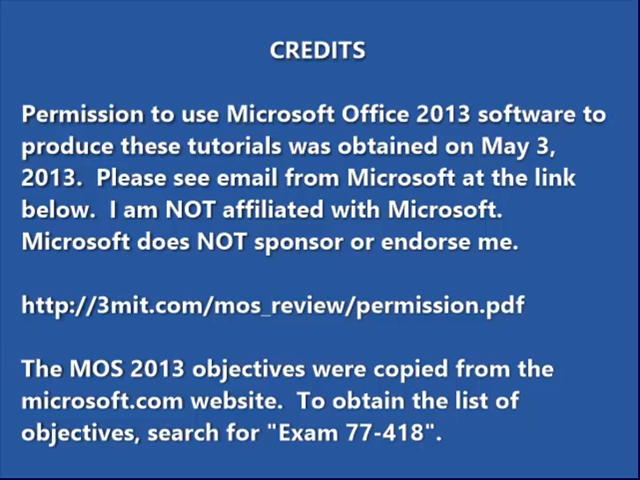 CREDITS
Permission to use Microsoft Office 2013 software to
produce these tutorials was obtained on May 3,
2013.  Please see email from Microsoft at the link
below.  I am NOT affiliated with Microsoft.
Microsoft does NOT sponsor or endorse me.
http://3mit.com/mos_review/permission.pdf
The MOS 2013 objectives were copied from the
microsoft.com website.  To obtain the list of
objectives, search for "Exam 77-418".